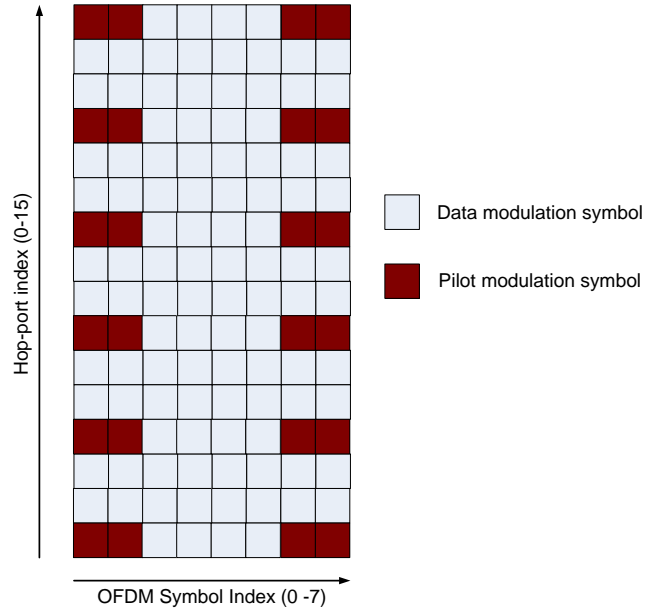 Hop-port index (0-15)
Data modulation symbol
Pilot modulation symbol
OFDM Symbol Index (0 -7)